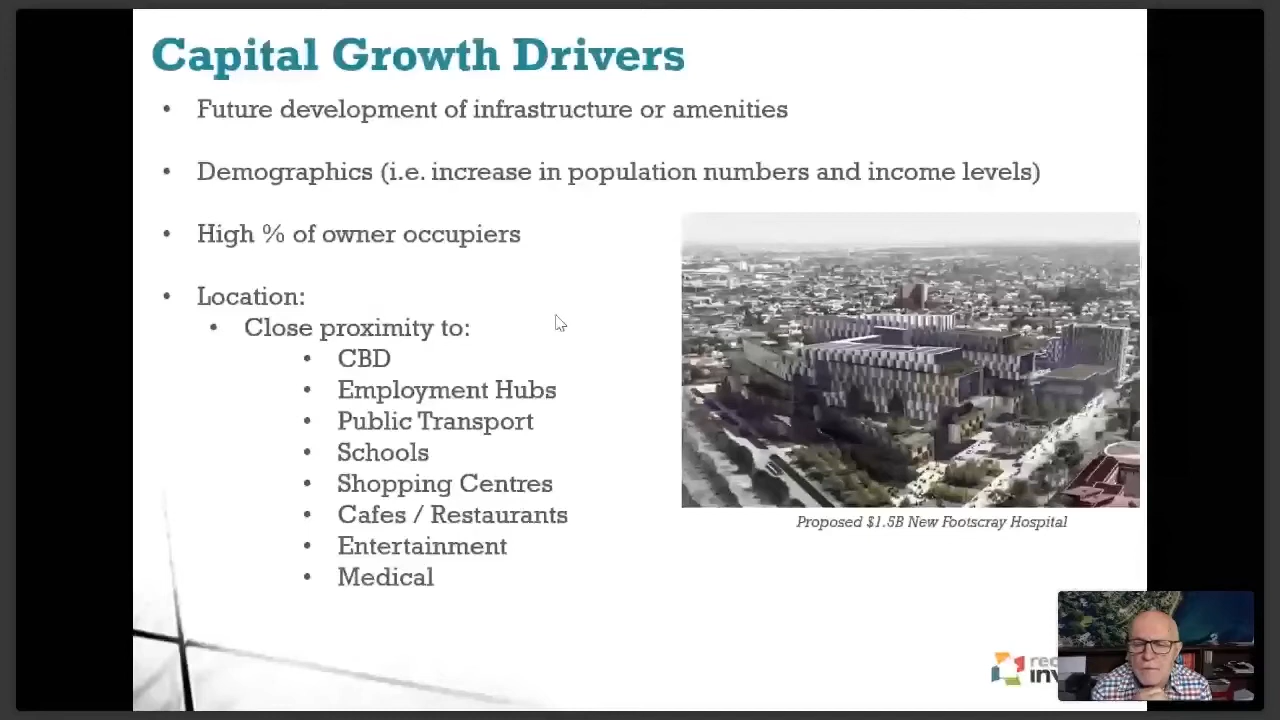 Capital Growth Drivers
• Future development of infrastructure or amenities
• Demographics (i.e. increase in population numbers and income levels)
• High % of owner occupiers
• Location:
• Close proximity to:
• CBD
• Employment Hubs
• Public Transport
• Schools
• Shopping Centres
• Cafes / Restaurants
• Entertainment
• Medical
Proposed $1.5B New Footscray Hospital